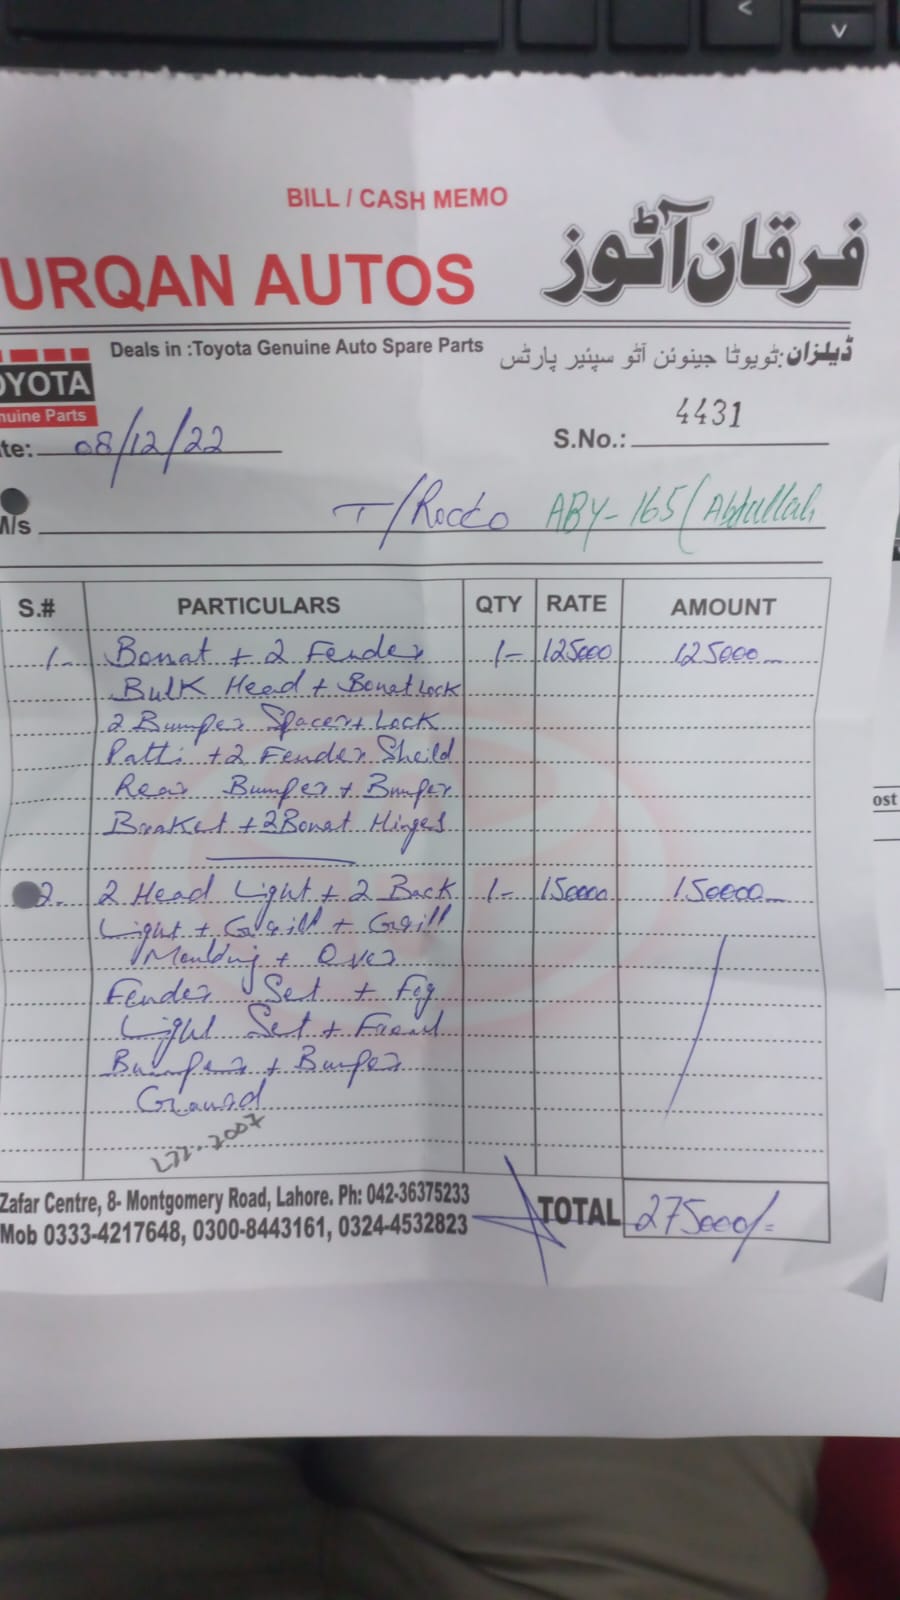 <
v
BILL / CASH MEMO
URQAN AUTOS
فرقان آٹوز
Deals in :Toyota Genuine Auto Spare Parts
ڈیلزان: ٹویوٹا جینوئن آٹو سپئیر پارٹس
OYOTA
nuine Parts
te: 08/12/22
S.No.: 4431
M/s T/Rocco ABY-165/Abdullah
S.# PARTICULARS QTY RATE AMOUNT
1- Bonat + 2 Fender 1- 125000 125000
Bulk Head + Bonat Lock
2 Bumper Spacer + Lock
Patti + 2 Fender Sheild
Rear Bumper + Bumper
Braket + 2 Bonat Hinges
2. 2 Head Light + 2 Back 1- 150000 150000
Light + Grill + Grill
Moulding + Over
Fender Set + Fog
Light Set + Front
Bumper + Bumper
ost
Zafar Centre, 8- Montgomery Road, Lahore. Ph: 042-36375233
Mob 0333-4217648, 0300-8443161, 0324-4532823
TOTAL 275000/=